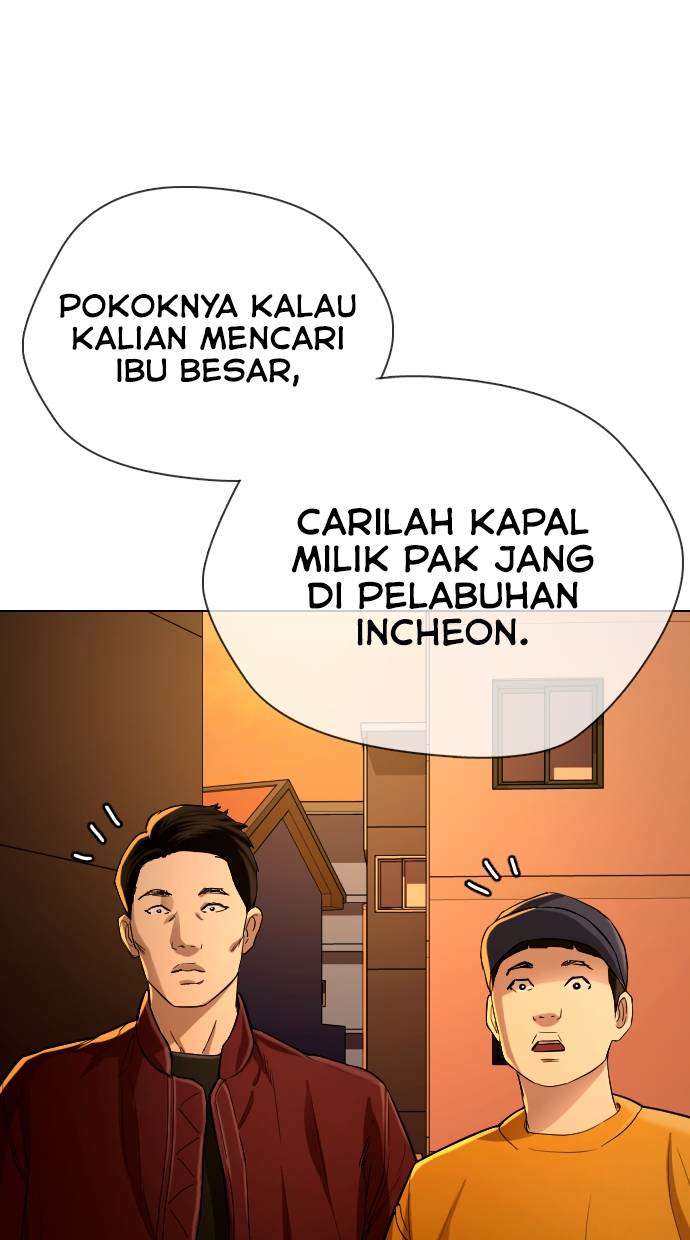 POKOKNYA KALAU
KALIAN MENCARI
IBU BESAR,
CARILAH KAPAL
MILIK PAK JANG
DI PELABUHAN
INCHEON.